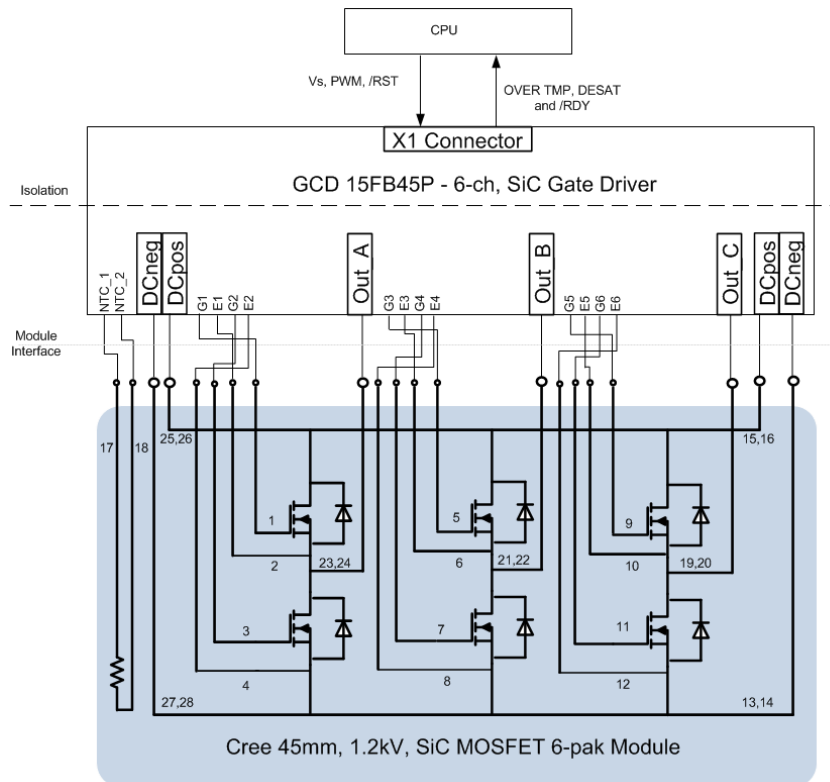 CPU
Vs, PWM, /RST
OVER TMP, DESAT
and /RDY
X1 Connector
GCD 15FB45P - 6-ch, SiC Gate Driver
Isolation
NTC_1
NTC_2
DCneg
DCpos
G1
E1
G2
E2
Out A
G3
E3
G4
E4
Out B
G5
E5
G6
E6
Out C
DCpos
DCneg
Module
Interface
17
18
25,26
15,16
1
5
9
2
23,24
6
21,22
10
19,20
3
7
11
4
8
12
27,28
13,14
Cree 45mm, 1.2kV, SiC MOSFET 6-pak Module